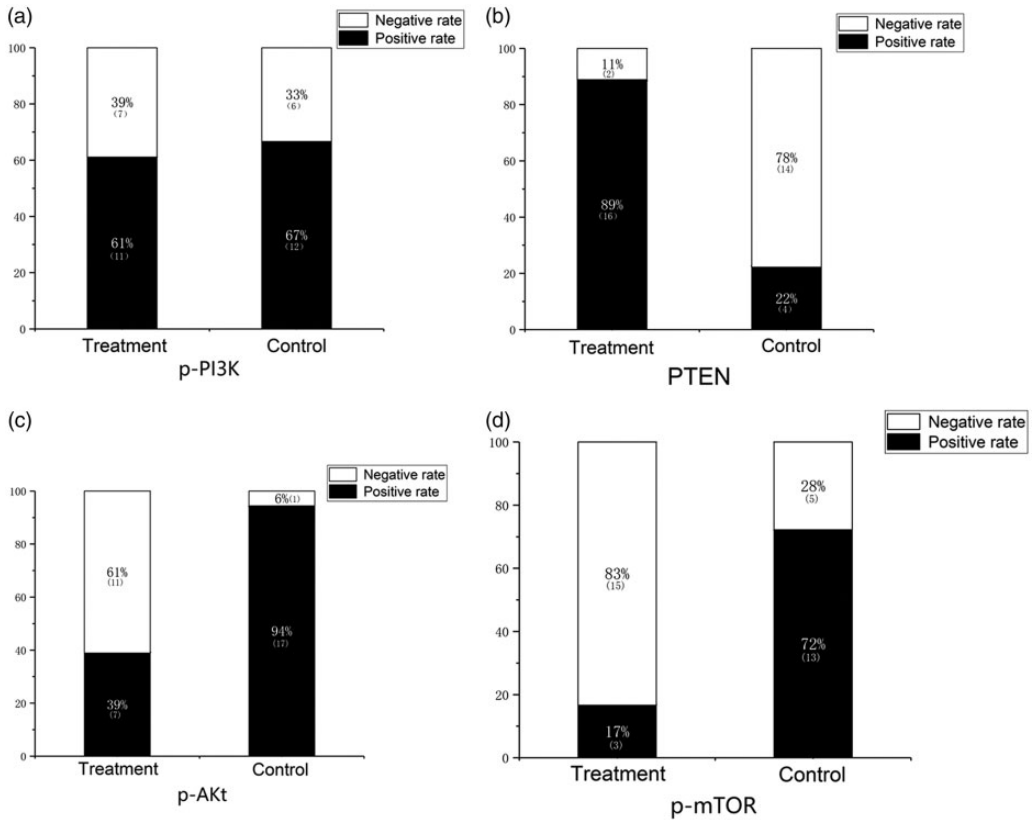 (a)
Negative rate
Positive rate
100
80
60
40
20
0
39%
(7)
61%
(11)
33%
(6)
67%
(12)
Treatment
Control
p-PI3K
(b)
Negative rate
Positive rate
100
80
60
40
20
0
11%
(2)
89%
(16)
78%
(14)
22%
(4)
Treatment
Control
PTEN
(c)
Negative rate
Positive rate
100
80
60
40
20
0
61%
(11)
39%
(7)
6%(1)
94%
(17)
Treatment
Control
p-AKt
(d)
Negative rate
Positive rate
100
80
60
40
20
0
83%
(15)
17%
(3)
28%
(5)
72%
(13)
Treatment
Control
p-mTOR